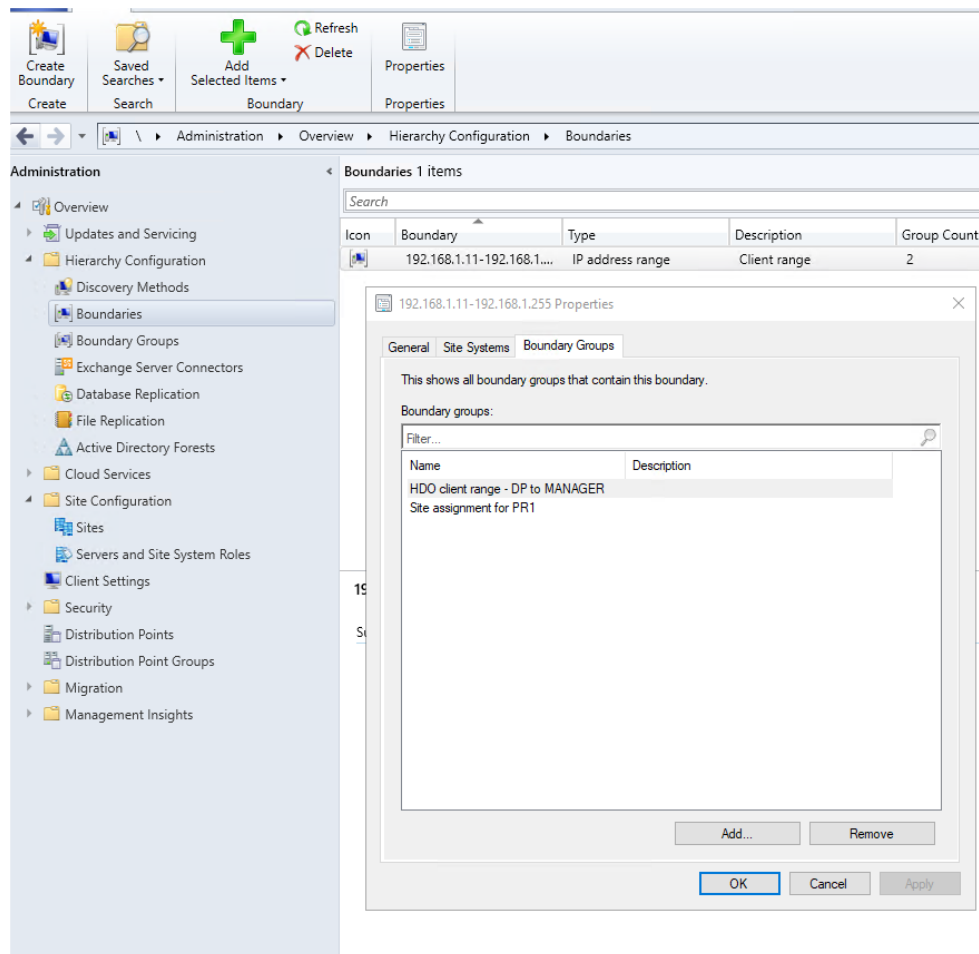 Create
Boundary
Saved
Searches
Add
Selected Items
Refresh
Delete
Properties
Create
Search
Boundary
Properties
\ Administration Overview Hierarchy Configuration Boundaries
Administration
Overview
Updates and Servicing
Hierarchy Configuration
Discovery Methods
Boundaries
Boundary Groups
Exchange Server Connectors
Database Replication
File Replication
Active Directory Forests
Cloud Services
Site Configuration
Sites
Servers and Site System Roles
Client Settings
Security
Distribution Points
Distribution Point Groups
Migration
Management Insights
Boundaries 1 items
Search
Icon Boundary Type Description Group Count
192.168.1.11-192.168.1.... IP address range Client range 2
192.168.1.11-192.168.1.255 Properties
General Site Systems Boundary Groups
This shows all boundary groups that contain this boundary.
Boundary groups:
Filter...
Name Description
HDO client range - DP to MANAGER
Site assignment for PR1
Add... Remove
OK Cancel Apply
19